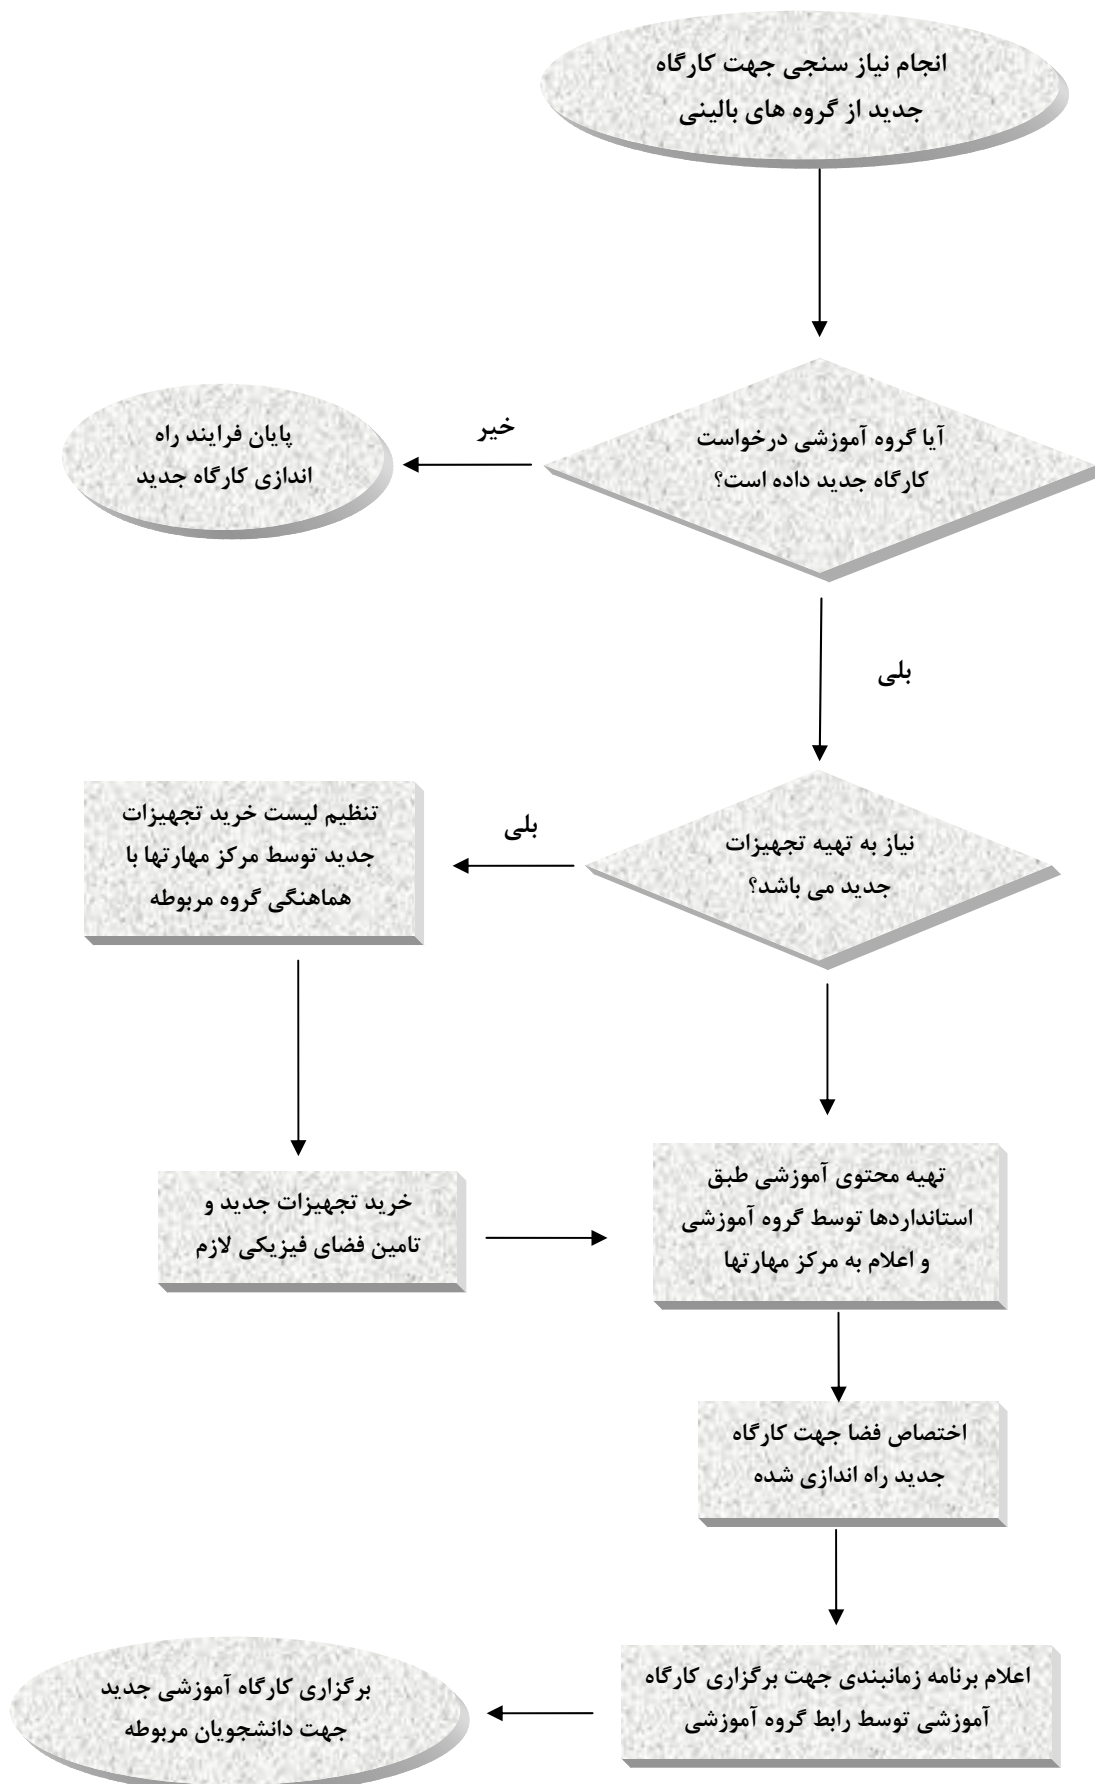 انجام نیاز سنجی جهت کارگاه
جدید از گروه های بالینی
آیا گروه آموزشی درخواست
کارگاه جدید داده است؟
خیر
پایان فرایند راه
اندازی کارگاه جدید
بلی
نیاز به تهیه تجهیزات
جدید می باشد؟
بلی
تنظیم لیست خرید تجهیزات
جدید توسط مرکز مهارتها با
هماهنگی گروه مربوطه
خرید تجهیزات جدید و
تامین فضای فیزیکی لازم
تهیه محتوی آموزشی طبق
استانداردها توسط گروه آموزشی
و اعلام به مرکز مهارتها
اختصاص فضا جهت کارگاه
جدید راه اندازی شده
اعلام برنامه زمانبندی جهت برگزاری کارگاه
آموزشی توسط رابط گروه آموزشی
برگزاری کارگاه آموزشی جدید
جهت دانشجویان مربوطه